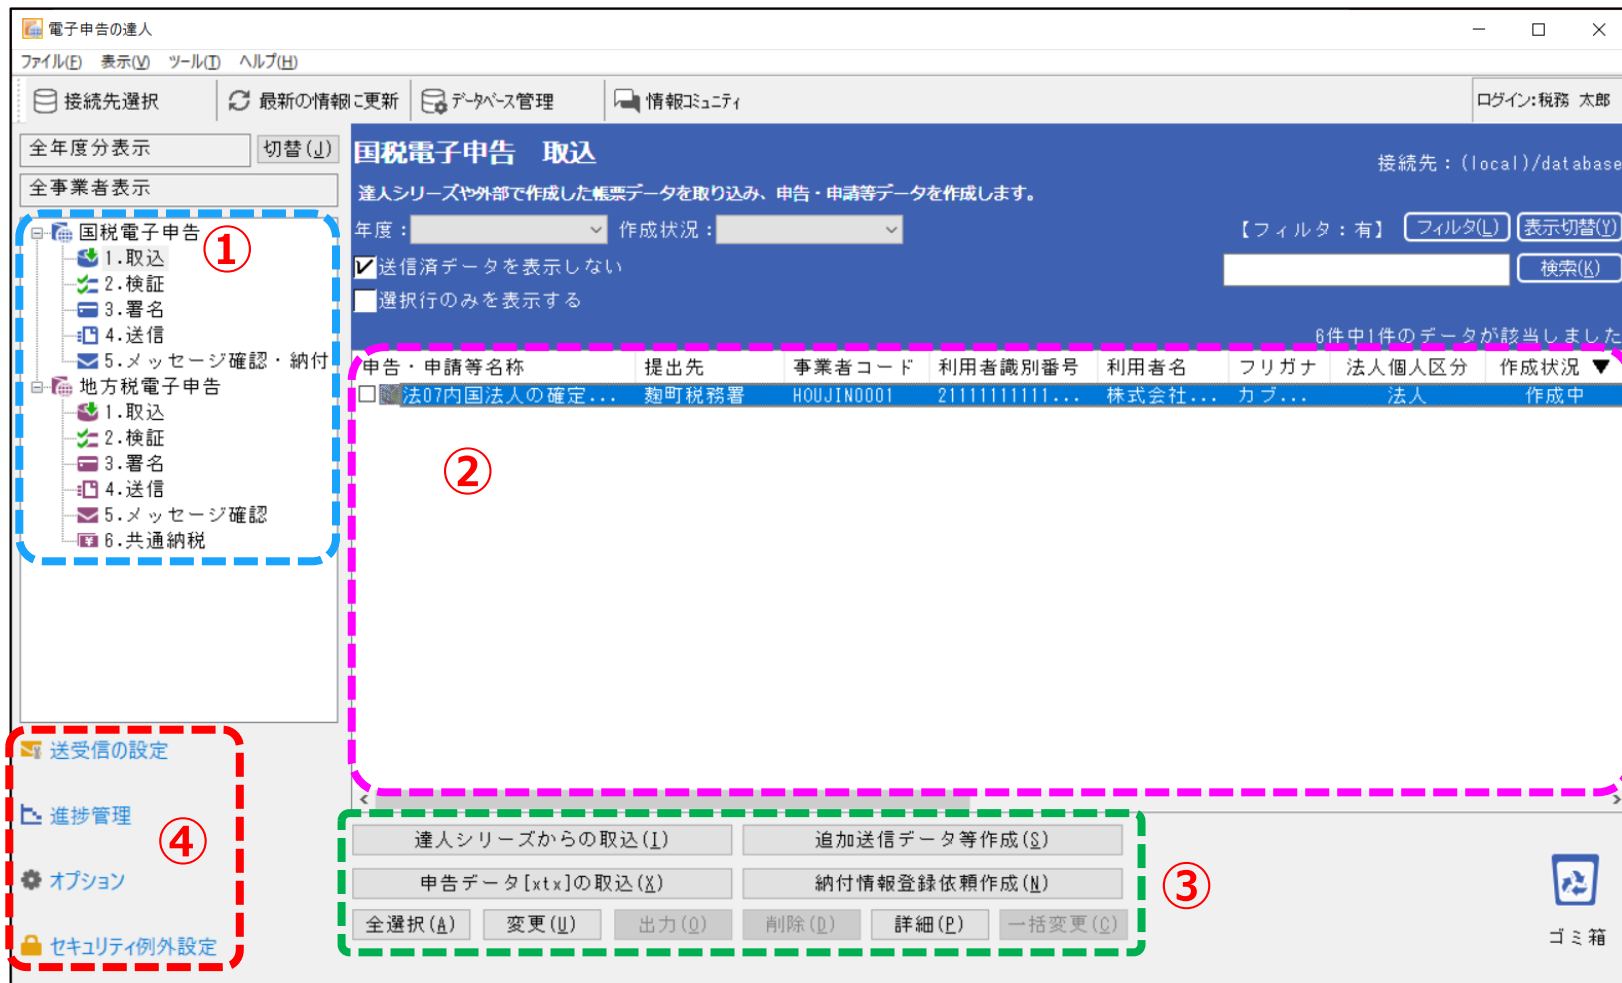 電子申告の達人
ファイル(F) 表示(V) ツール(T) ヘルプ(H)
接続先選択 最新の情報に更新 データベース管理 情報コミュニティ ログイン:税務 太郎
全年度分表示 切替(J)
全事業者表示
国税電子申告 ①
1.取込
2.検証
3.署名
4.送信
5.メッセージ確認・納付
地方税電子申告
1.取込
2.検証
3.署名
4.送信
5.メッセージ確認
6.共通納税
国税電子申告 取込
接続先：(local)/database
達人シリーズや外部で作成した帳票データを取り込み、申告・申請等データを作成します。
年度： 作成状況： 【フィルタ：有】 フィルタ(L) 表示切替(Y)
送信済データを表示しない 検索(K)
選択行のみを表示する
6件中1件のデータが該当しました
申告・申請等名称 提出先 事業者コード 利用者識別番号 利用者名 フリガナ 法人個人区分 作成状況 ▼
法07内国法人の確定... 麹町税務署 HOUJIN0001 21111111111... 株式会社... カブ... 法人 作成中
②
送受信の設定
進捗管理
④
オプション
セキュリティ例外設定
達人シリーズからの取込(I) 追加送信データ等作成(S)
申告データ[xtx]の取込(X) 納付情報登録依頼作成(N)
全選択(A) 変更(U) 出力(O) 削除(D) 詳細(P) 一括変更(C)
③
ゴミ箱